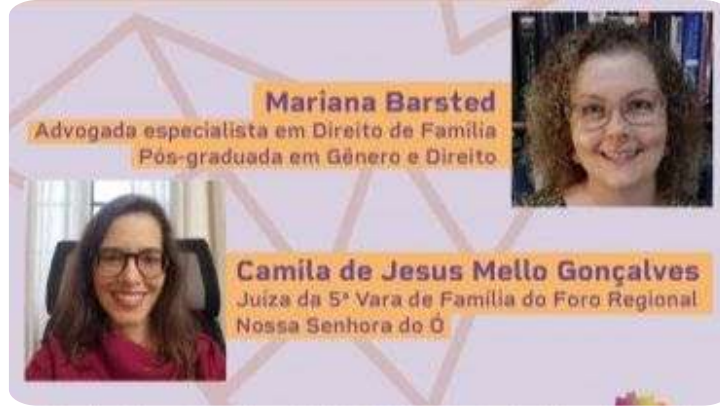 Mariana Barsted
Advogada especialista em Direito de Família
Pós-graduada em Gênero e Direito
Camila de Jesus Mello Gonçalves
Juíza da 5ª Vara de Família do Foro Regional
Nossa Senhora do Ó